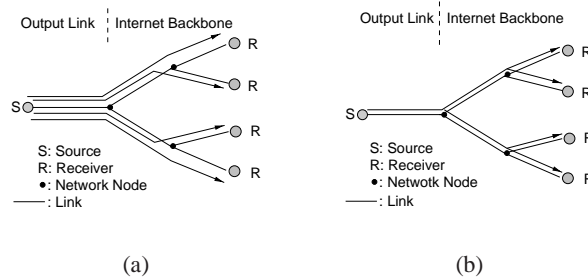 Output Link Internet Backbone
R
R
S
R
R
S: Source
R: Receiver
: Network Node
: Link
(a)
Output Link Internet Backbone
R
R
S
R
R
S: Source
R: Receiver
: Netwotk Node
: Link
(b)